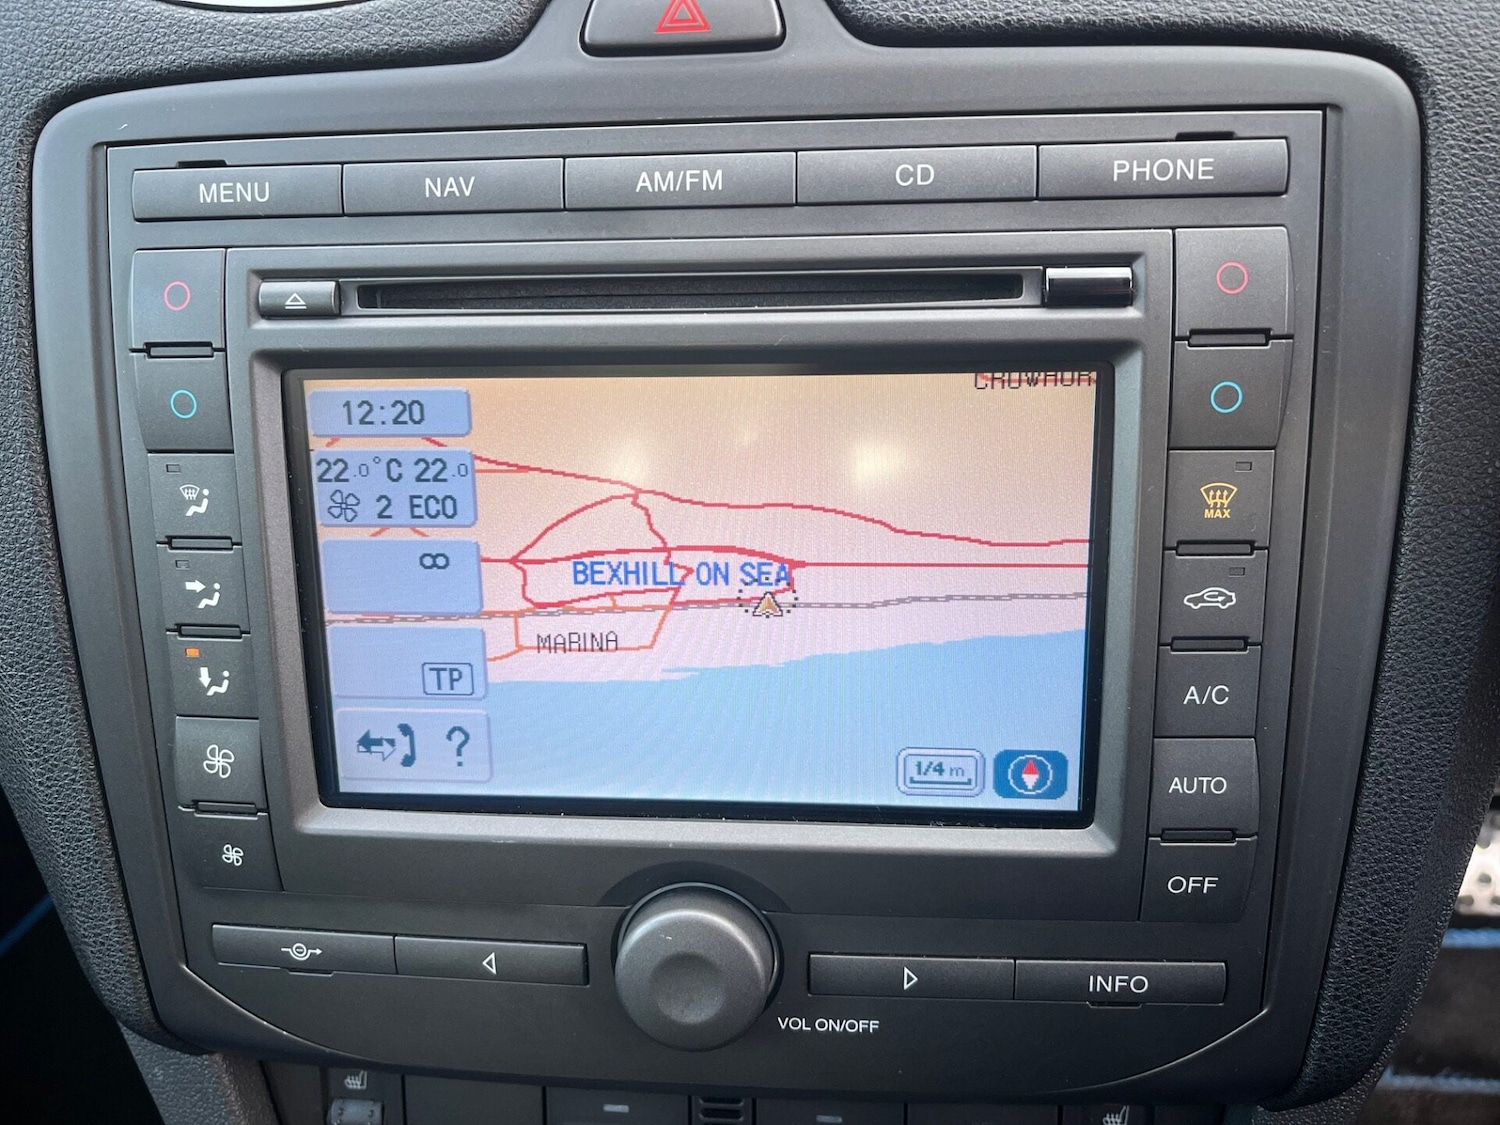 MENU NAV AM/FM CD PHONE
12:20
22.0°C 22.0
2 ECO
TP
?
BEXHILL ON SEA
MARINA
1/4 m
MAX
A/C
AUTO
OFF
INFO
VOL ON/OFF